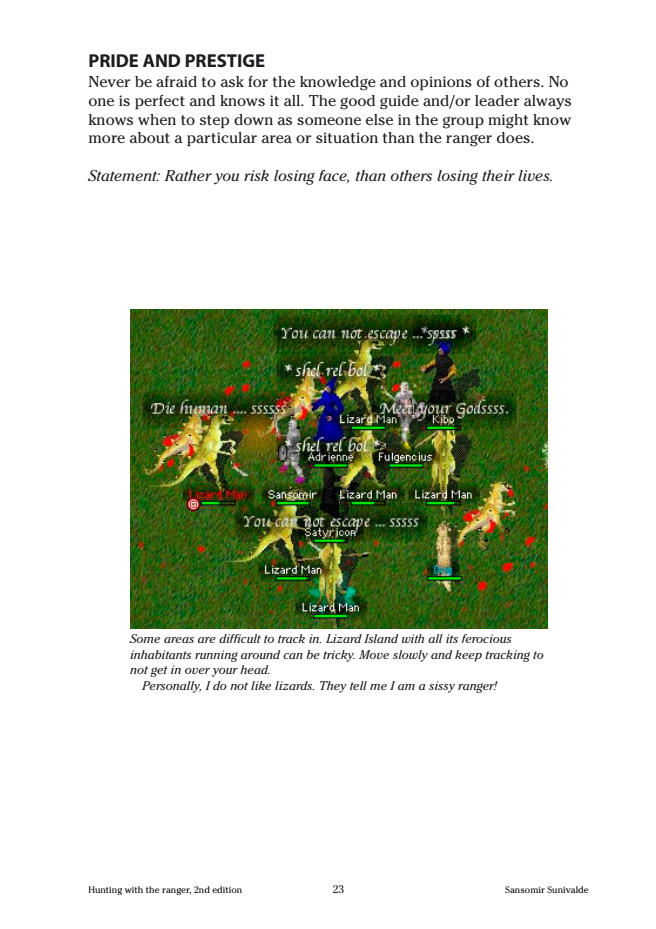 PRIDE AND PRESTIGE
Never be afraid to ask for the knowledge and opinions of others. No
one is perfect and knows it all. The good guide and/or leader always
knows when to step down as someone else in the group might know
more about a particular area or situation than the ranger does.
Statement: Rather you risk losing face, than others losing their lives.
You can not escape ...*sssss *
* shel rel bol *
Die human .... ssssss
Meet your Godssss.
Lizard Man
Kibo
* shel rel bol *
Adrienne
Fulgencius
Lizard Man
Sansomir
Lizard Man
Lizard Man
You can not escape ... sssss
Satyricon
Lizard Man
Lizard Man
Some areas are difficult to track in. Lizard Island with all its ferocious
inhabitants running around can be tricky. Move slowly and keep tracking to
not get in over your head.
Personally, I do not like lizards. They tell me I am a sissy ranger!
Hunting with the ranger, 2nd edition
23
Sansomir Sunivalde